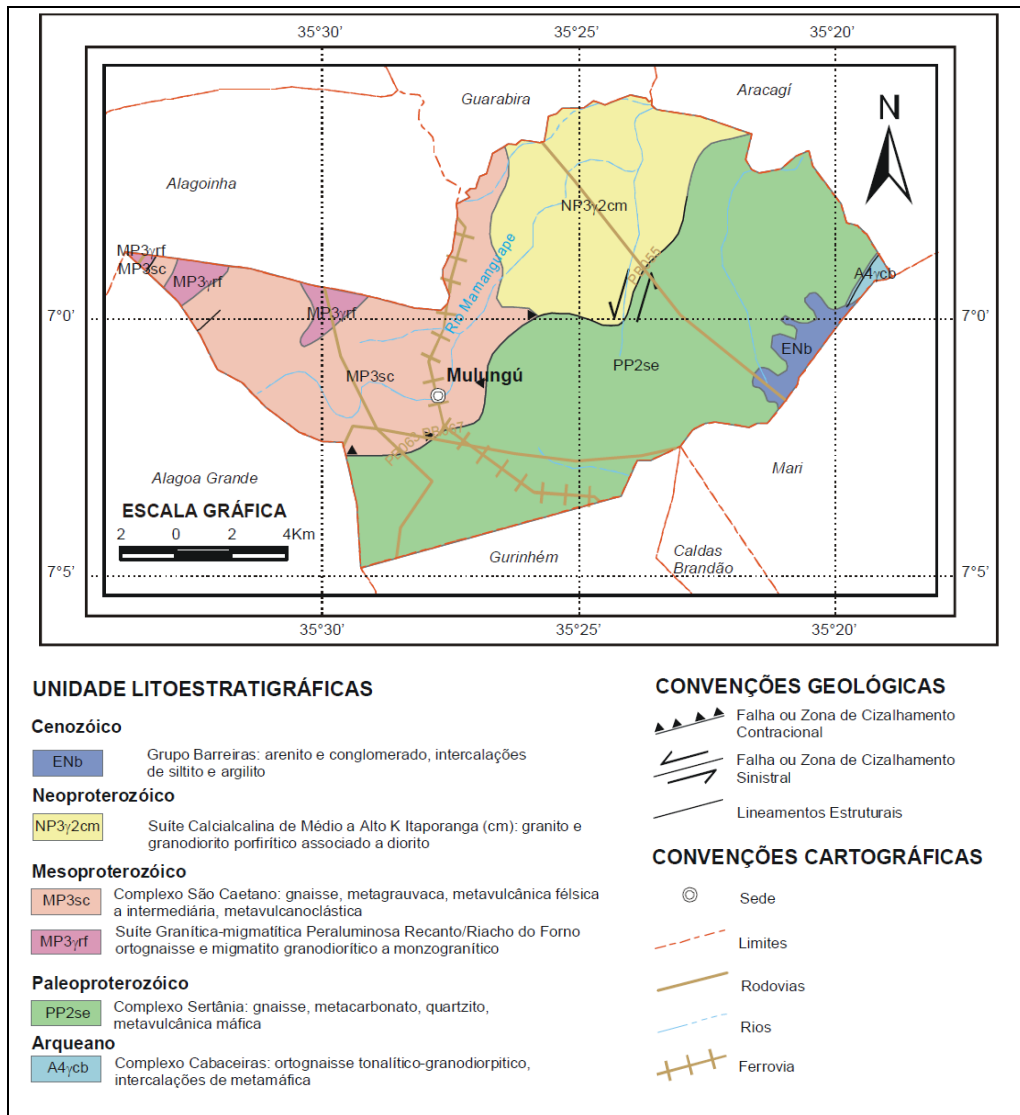 35°30' 35°25' 35°20'
Guarabira
Aracagí
N
Alagoinha
NP3γ2cm
MP3γrf
MP3sc
MP3γrf
Rio Mamanguape
PB055
A4γcb
7°0' 7°0'
MP3γrf
ENb
MP3sc
PP2se
Mulungú
Alagoa Grande
Mari
ESCALA GRÁFICA
2 0 2 4Km
Gurinhém
Caldas
Brandão
7°5' 7°5'
35°30' 35°25' 35°20'
UNIDADE LITOESTRATIGRÁFICAS
Cenozóico
ENb
Grupo Barreiras: arenito e conglomerado, intercalações
de siltito e argilito
Neoproterozóico
NP3γ2cm
Suíte Calcialcalina de Médio a Alto K Itaporanga (cm): granito e
granodiorito porfirítico associado a diorito
Mesoproterozóico
MP3sc
Complexo São Caetano: gnaisse, metagrauvaca, metavulcânica félsica
a intermediária, metavulcanoclástica
MP3γrf
Suíte Granítica-migmatítica Peraluminosa Recanto/Riacho do Forno
ortognaisse e migmatito granodiorítico a monzogranítico
Paleoproterozóico
PP2se
Complexo Sertânia: gnaisse, metacarbonato, quartzito,
metavulcânica máfica
Arqueano
A4γcb
Complexo Cabaceiras: ortognaisse tonalítico-granodiorpitico,
intercalações de metamáfica
CONVENÇÕES GEOLÓGICAS
Falha ou Zona de Cizalhamento
Contracional
Falha ou Zona de Cizalhamento
Sinistral
Lineamentos Estruturais
CONVENÇÕES CARTOGRÁFICAS
Sede
Limites
Rodovias
Rios
Ferrovia